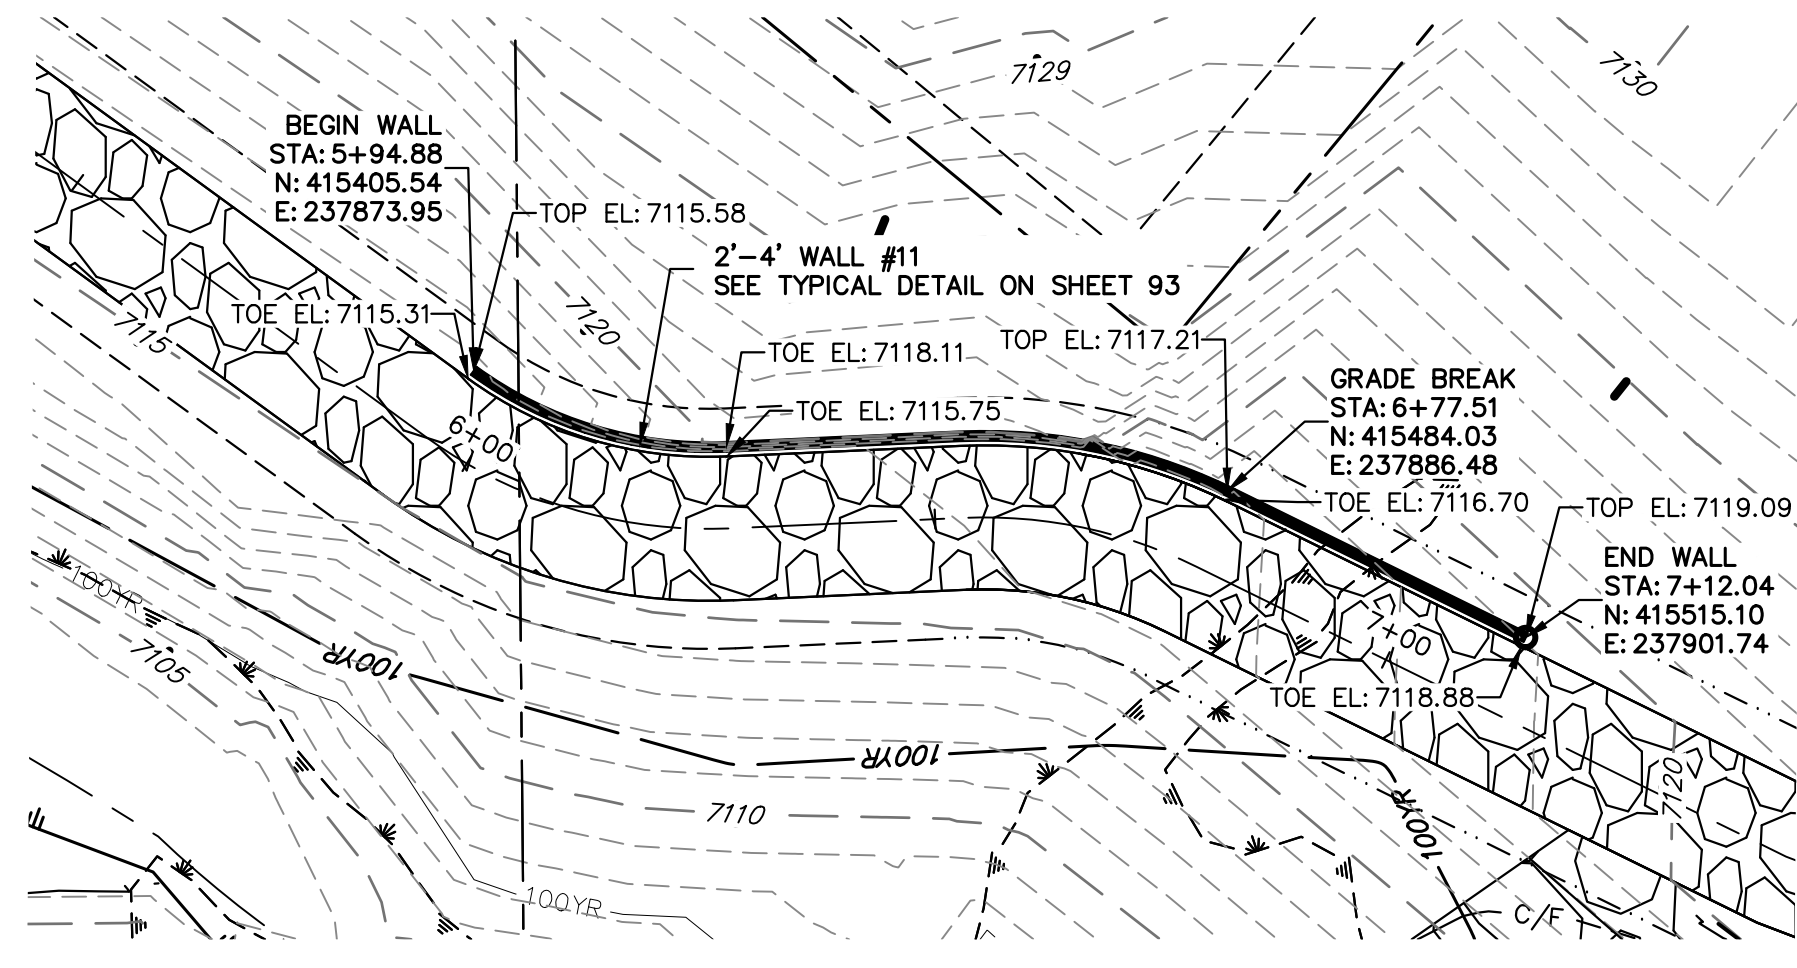 7129
7130
BEGIN WALL
STA: 5+94.88
N: 415405.54
E: 237873.95
TOP EL: 7115.58
2'-4' WALL #11
SEE TYPICAL DETAIL ON SHEET 93
TOE EL: 7115.31
7115
7120
TOE EL: 7118.11
TOP EL: 7117.21
TOE EL: 7115.75
GRADE BREAK
STA: 6+77.51
N: 415484.03
E: 237886.48
TOE EL: 7116.70
6+00
TOP EL: 7119.09
END WALL
STA: 7+12.04
N: 415515.10
E: 237901.74
100YR
7105
100YR
7+00
TOE EL: 7118.88
100YR
7120
7110
100YR
100YR
C/F